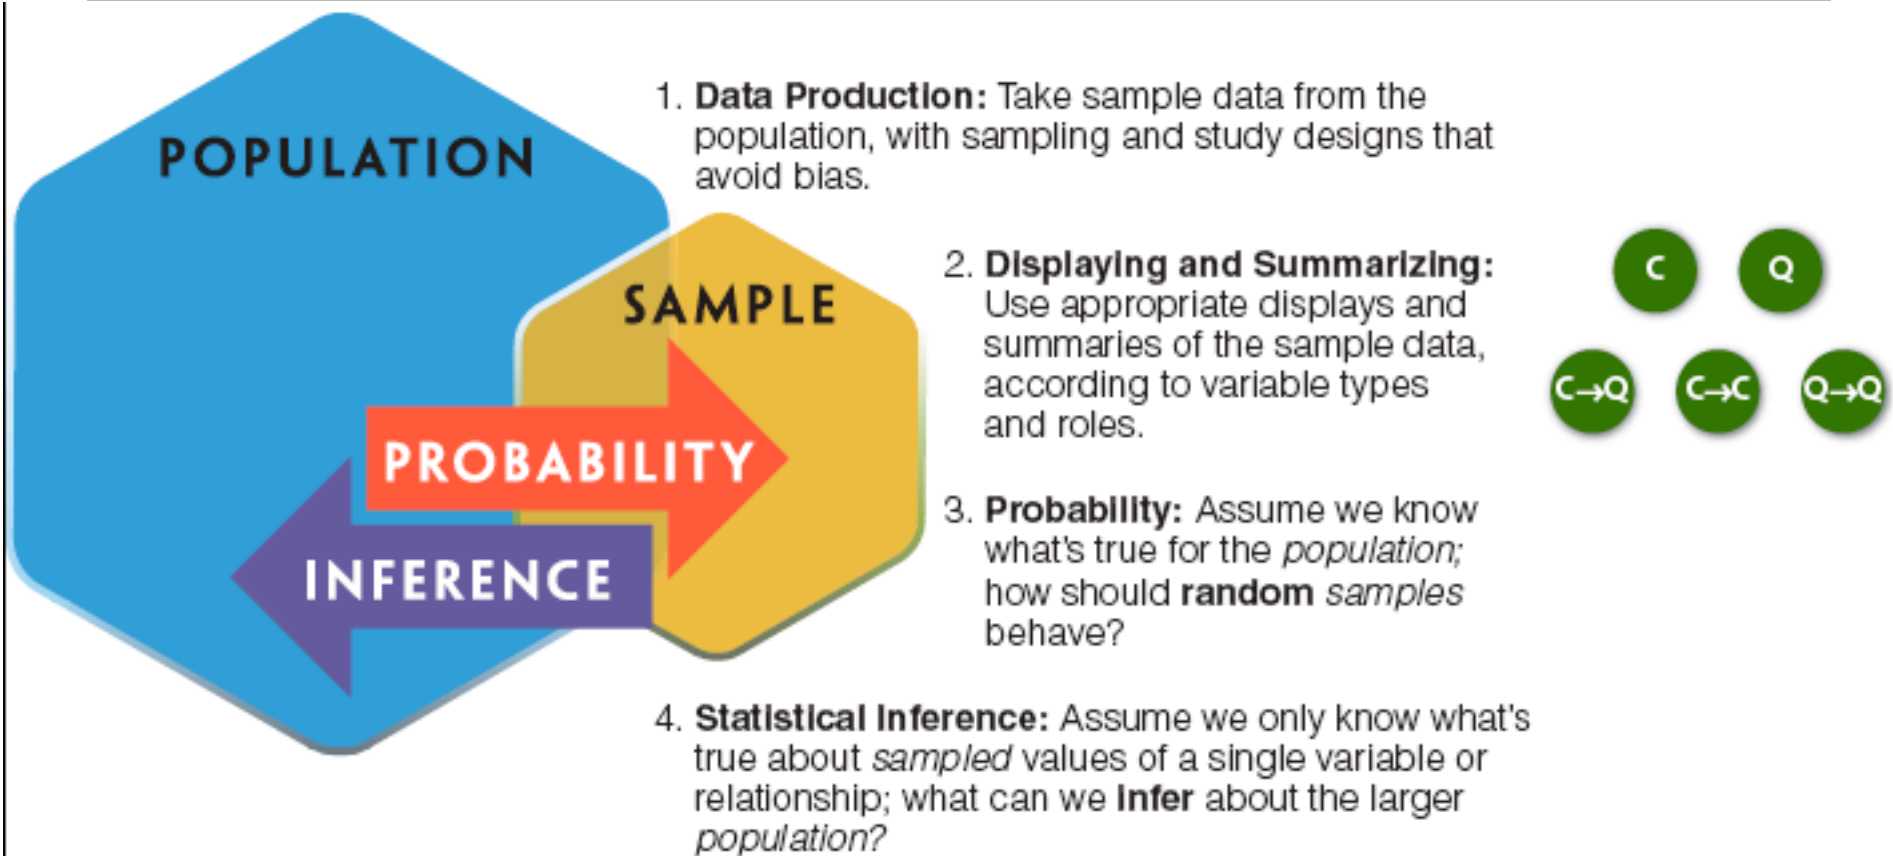 POPULATION
SAMPLE
PROBABILITY
INFERENCE
1. Data Production: Take sample data from the
population, with sampling and study designs that
avoid bias.
2. Displaying and Summarizing:
Use appropriate displays and
summaries of the sample data,
according to variable types
and roles.
C Q
C→Q C→C Q→Q
3. Probability: Assume we know
what's true for the population;
how should random samples
behave?
4. Statistical Inference: Assume we only know what's
true about sampled values of a single variable or
relationship; what can we infer about the larger
population?